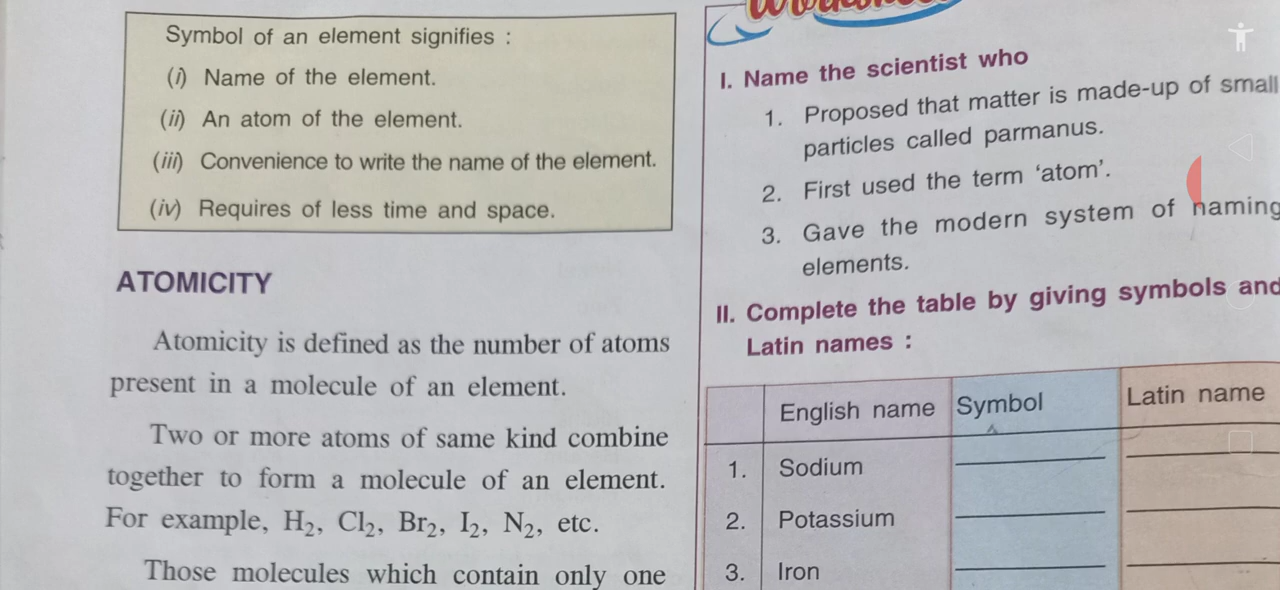 Symbol of an element signifies :
(i) Name of the element.
(ii) An atom of the element.
(iii) Convenience to write the name of the element.
(iv) Requires of less time and space.
ATOMICITY
Atomicity is defined as the number of atoms
present in a molecule of an element.
Two or more atoms of same kind combine
together to form a molecule of an element.
For example, H₂, Cl₂, Br₂, I₂, N₂, etc.
Those molecules which contain only one
I. Name the scientist who
1. Proposed that matter is made-up of small
particles called parmanus.
2. First used the term ‘atom’.
3. Gave the modern system of naming
elements.
II. Complete the table by giving symbols and
Latin names :
English name Symbol Latin name
1. Sodium
2. Potassium
3. Iron